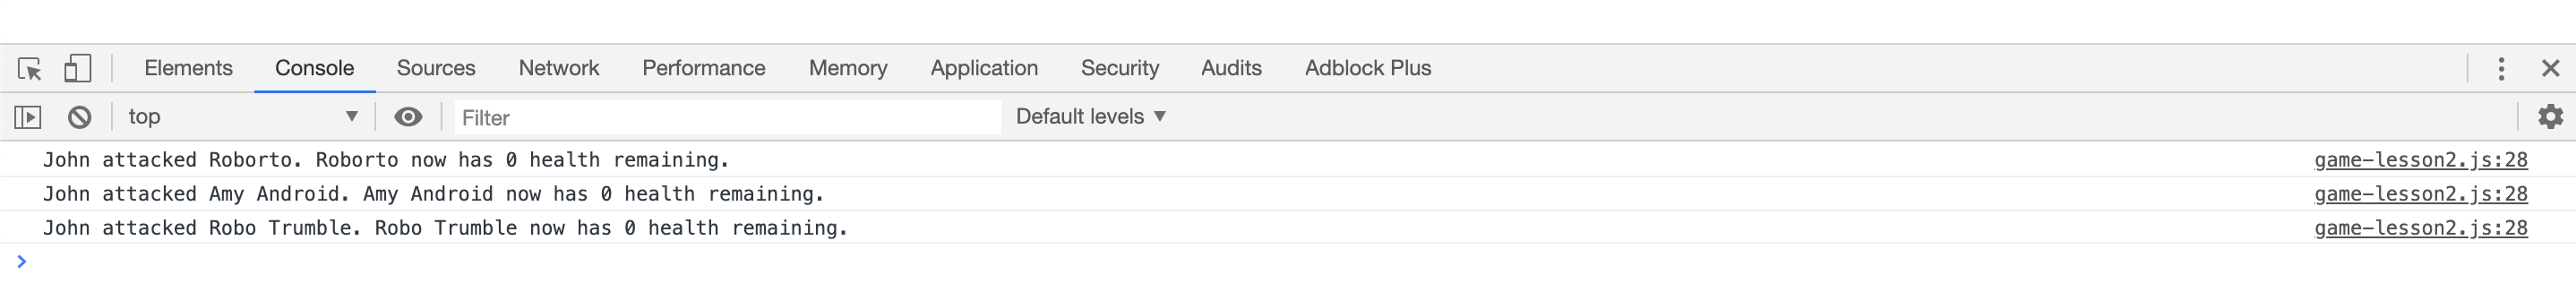 Elements Console Sources Network Performance Memory Application Security Audits Adblock Plus
top Filter Default levels
John attacked Roborto. Roborto now has 0 health remaining. game-lesson2.js:28
John attacked Amy Android. Amy Android now has 0 health remaining. game-lesson2.js:28
John attacked Robo Trumble. Robo Trumble now has 0 health remaining. game-lesson2.js:28